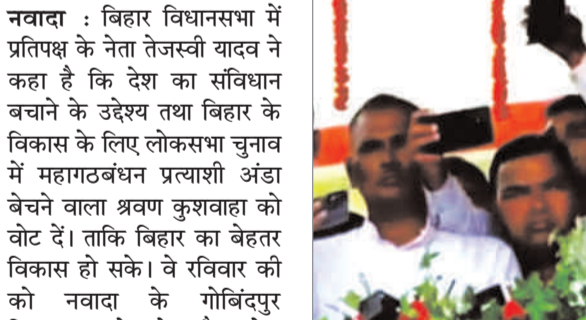 नवादा : बिहार विधानसभा में
प्रतिपक्ष के नेता तेजस्वी यादव ने
कहा है कि देश का संविधान
बचाने के उद्देश्य तथा बिहार के
विकास के लिए लोकसभा चुनाव
में महागठबंधन प्रत्याशी अंडा
बेचने वाला श्रवण कुशवाहा को
वोट दें। ताकि बिहार का बेहतर
विकास हो सके। वे रविवार की
को नवादा के गोबिंदपुर